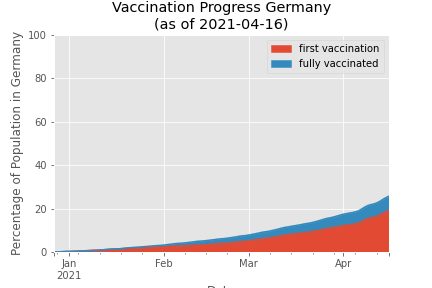 Vaccination Progress Germany
(as of 2021-04-16)
Percentage of Population in Germany
100
80
60
40
20
0
first vaccination
fully vaccinated
Jan
2021
Feb
Mar
Apr